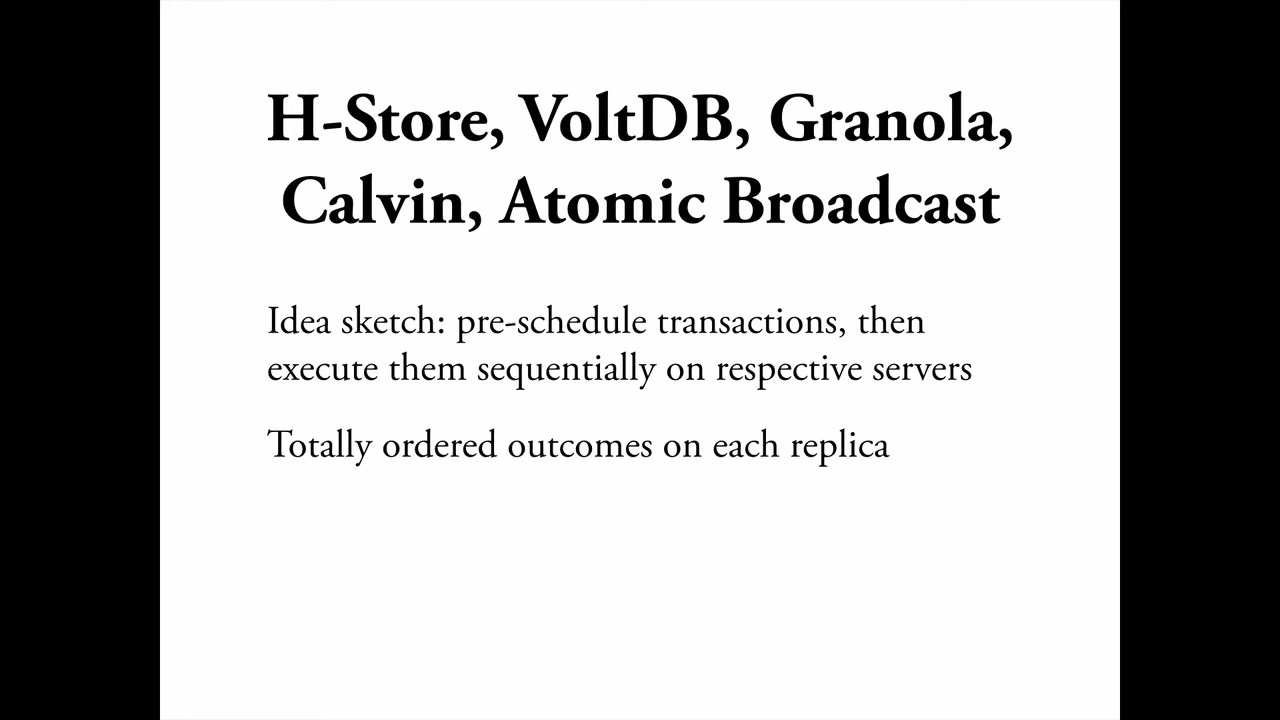 H-Store, VoltDB, Granola,
Calvin, Atomic Broadcast
Idea sketch: pre-schedule transactions, then
execute them sequentially on respective servers
Totally ordered outcomes on each replica